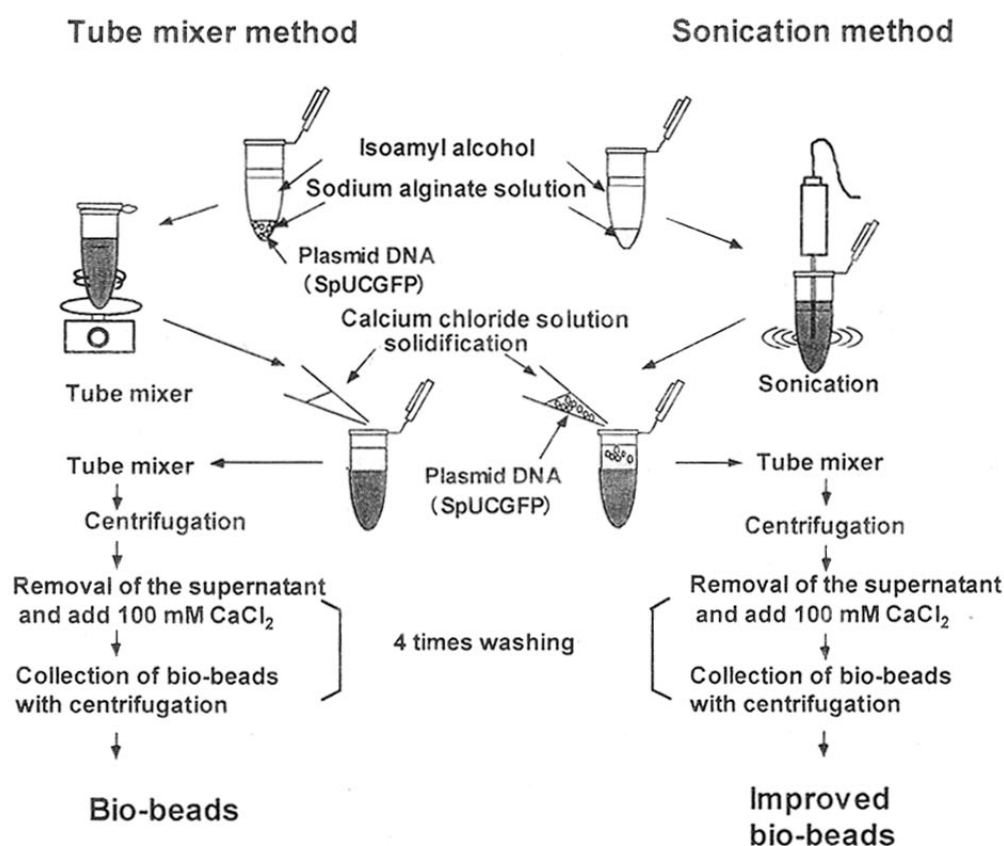 Tube mixer method
Sonication method
Isoamyl alcohol
Sodium alginate solution
Plasmid DNA
(SpUCGFP)
Calcium chloride solution
solidification
Tube mixer
Sonication
Plasmid DNA
(SpUCGFP)
Tube mixer
Centrifugation
Removal of the supernatant
and add 100 mM CaCl₂
Collection of bio-beads
with centrifugation
Bio-beads
4 times washing
Tube mixer
Centrifugation
Removal of the supernatant
and add 100 mM CaCl₂
Collection of bio-beads
with centrifugation
Improved
bio-beads